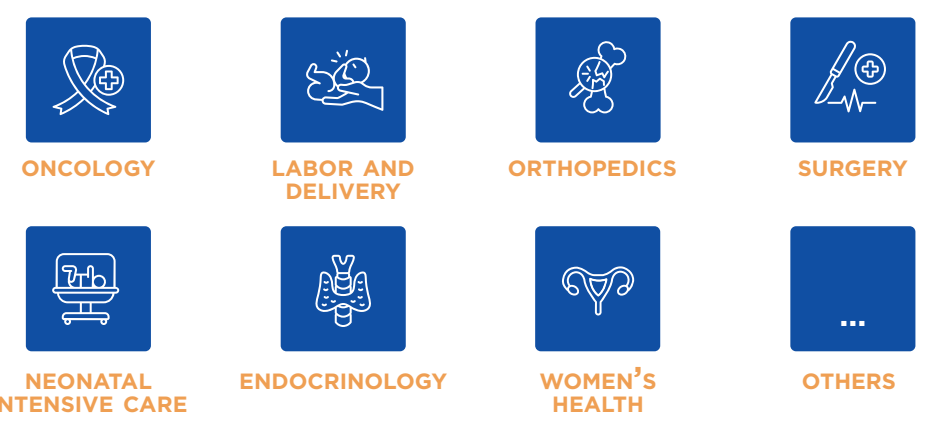 ONCOLOGY
LABOR AND
DELIVERY
ORTHOPEDICS
SURGERY
...
NEONATAL
NTENSIVE CARE
ENDOCRINOLOGY
WOMEN'S
HEALTH
OTHERS